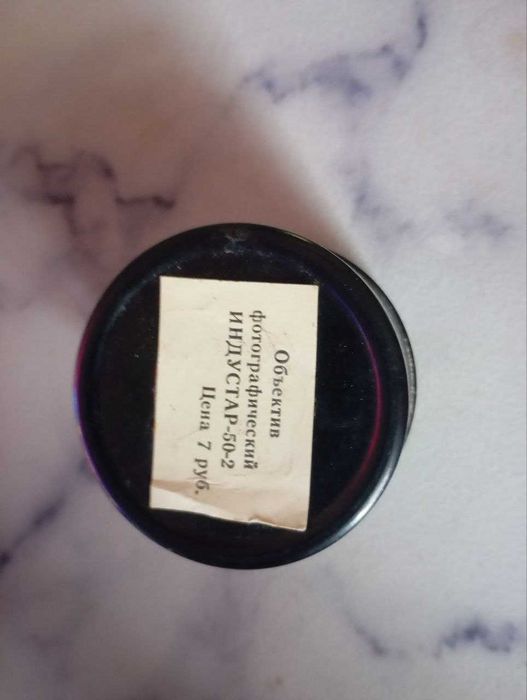 Объектив
фотографический
ИНДУСТАР-50-2
Цена 7 руб.